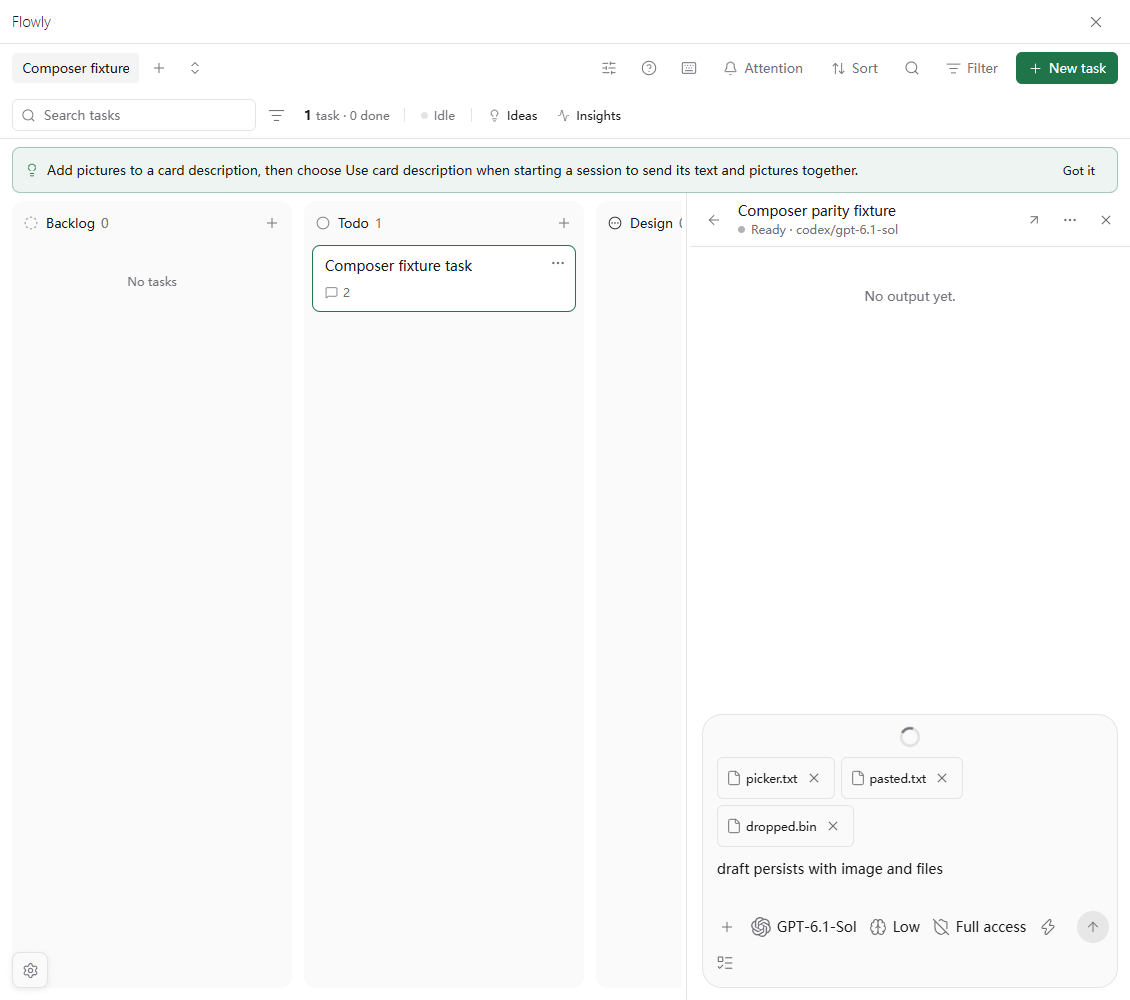 Flowly
Composer fixture
Attention
Sort
Filter
New task
Search tasks
1 task · 0 done
Idle
Ideas
Insights
Add pictures to a card description, then choose Use card description when starting a session to send its text and pictures together.
Got it
Backlog 0
No tasks
Todo 1
Composer fixture task
2
Design
Composer parity fixture
Ready · codex/gpt-6.1-sol
No output yet.
picker.txt
pasted.txt
dropped.bin
draft persists with image and files
GPT-6.1-Sol
Low
Full access